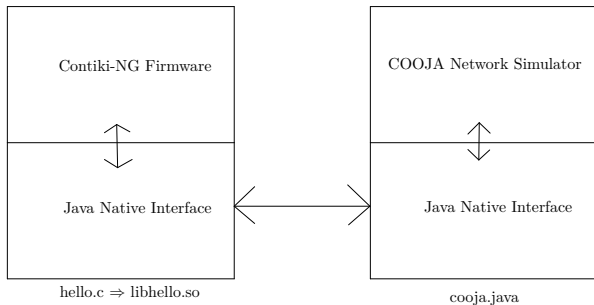 Contiki-NG Firmware
COOJA Network Simulator
Java Native Interface
Java Native Interface
hello.c ⇒ libhello.so
cooja.java